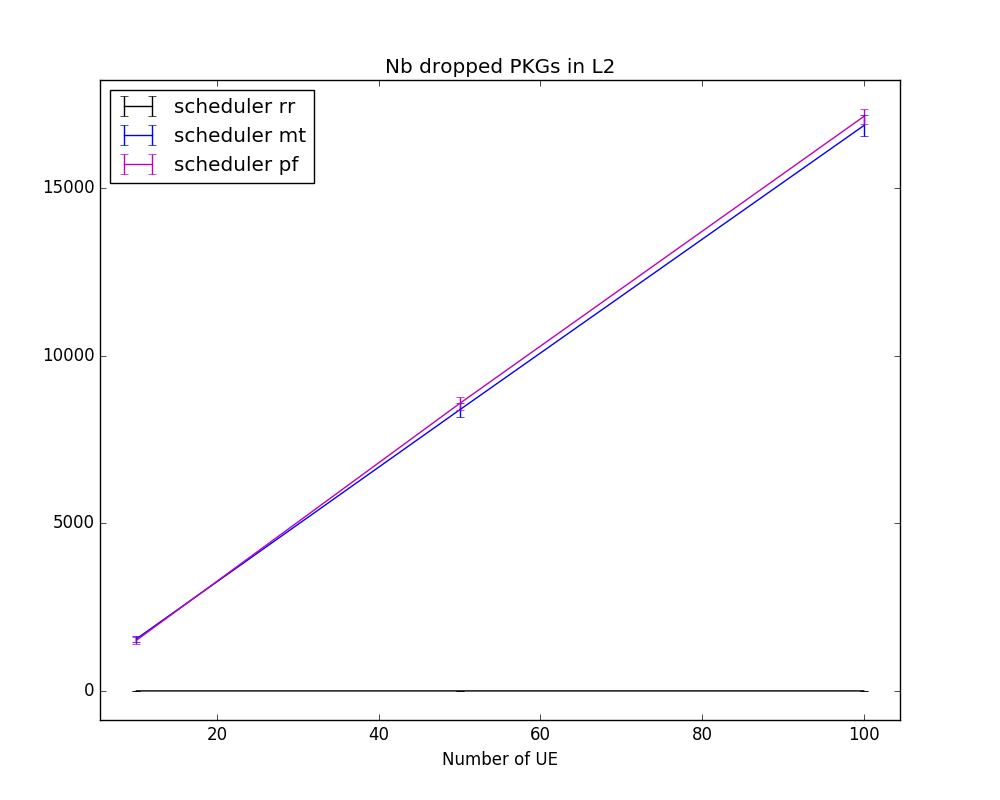 Nb dropped PKGs in L2
scheduler rr
scheduler mt
scheduler pf
15000
10000
5000
0
20 40 60 80 100
Number of UE